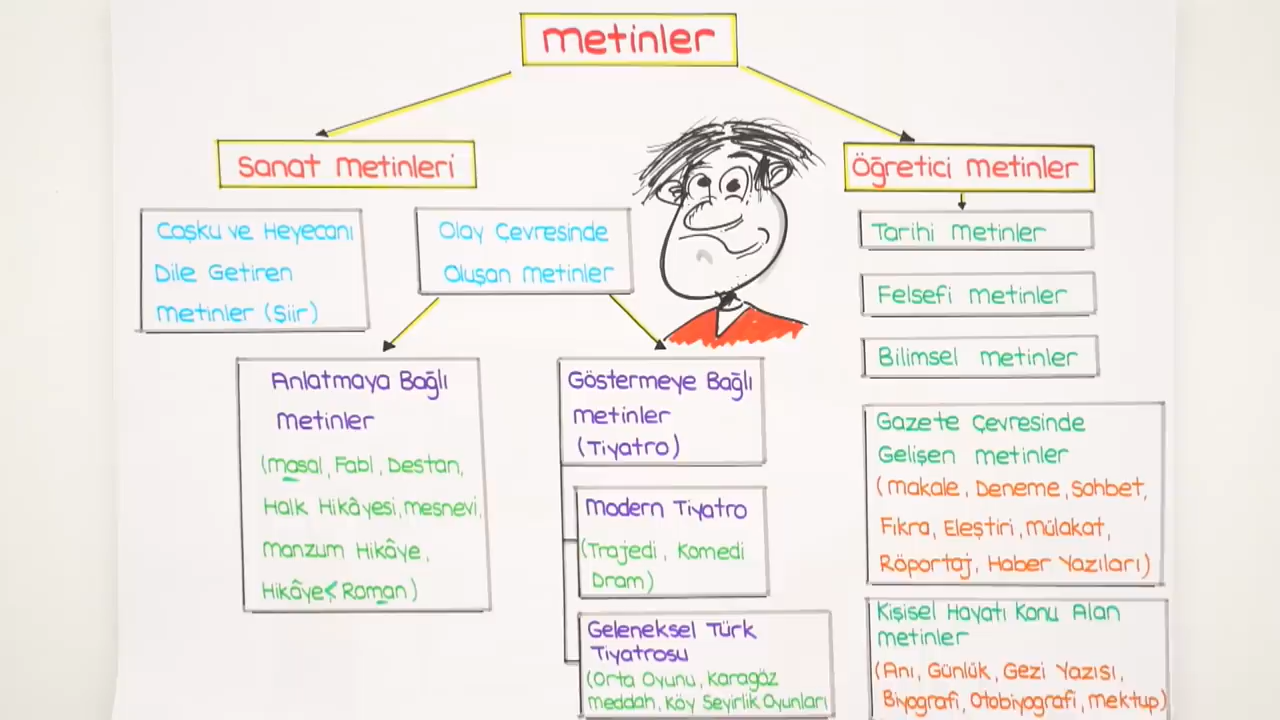 metinler
Sanat metinleri
Coşku ve Heyecanı
Dile Getiren
metinler (Şiir)
Olay Çevresinde
Oluşan metinler
Anlatmaya Bağlı
metinler
(masal, Fabl, Destan,
Halk Hikâyesi, mesnevi,
manzum Hikâye,
Hikâye< Roman)
Göstermeye Bağlı
metinler
(Tiyatro)
Modern Tiyatro
(Trajedi, Komedi
Dram)
Geleneksel Türk
Tiyatrosu
(Orta Oyunu, Karagöz
meddah, Köy Seyirlik Oyunları
Öğretici metinler
Tarihi metinler
Felsefi metinler
Bilimsel metinler
Gazete Çevresinde
Gelişen metinler
(makale, Deneme, Sohbet,
Fıkra, Eleştiri, mülakat,
Röportaj, Haber Yazıları)
Kişisel Hayatı Konu Alan
metinler
(Anı, Günlük, Gezi Yazısı,
Biyografi, Otobiyografi, mektup)